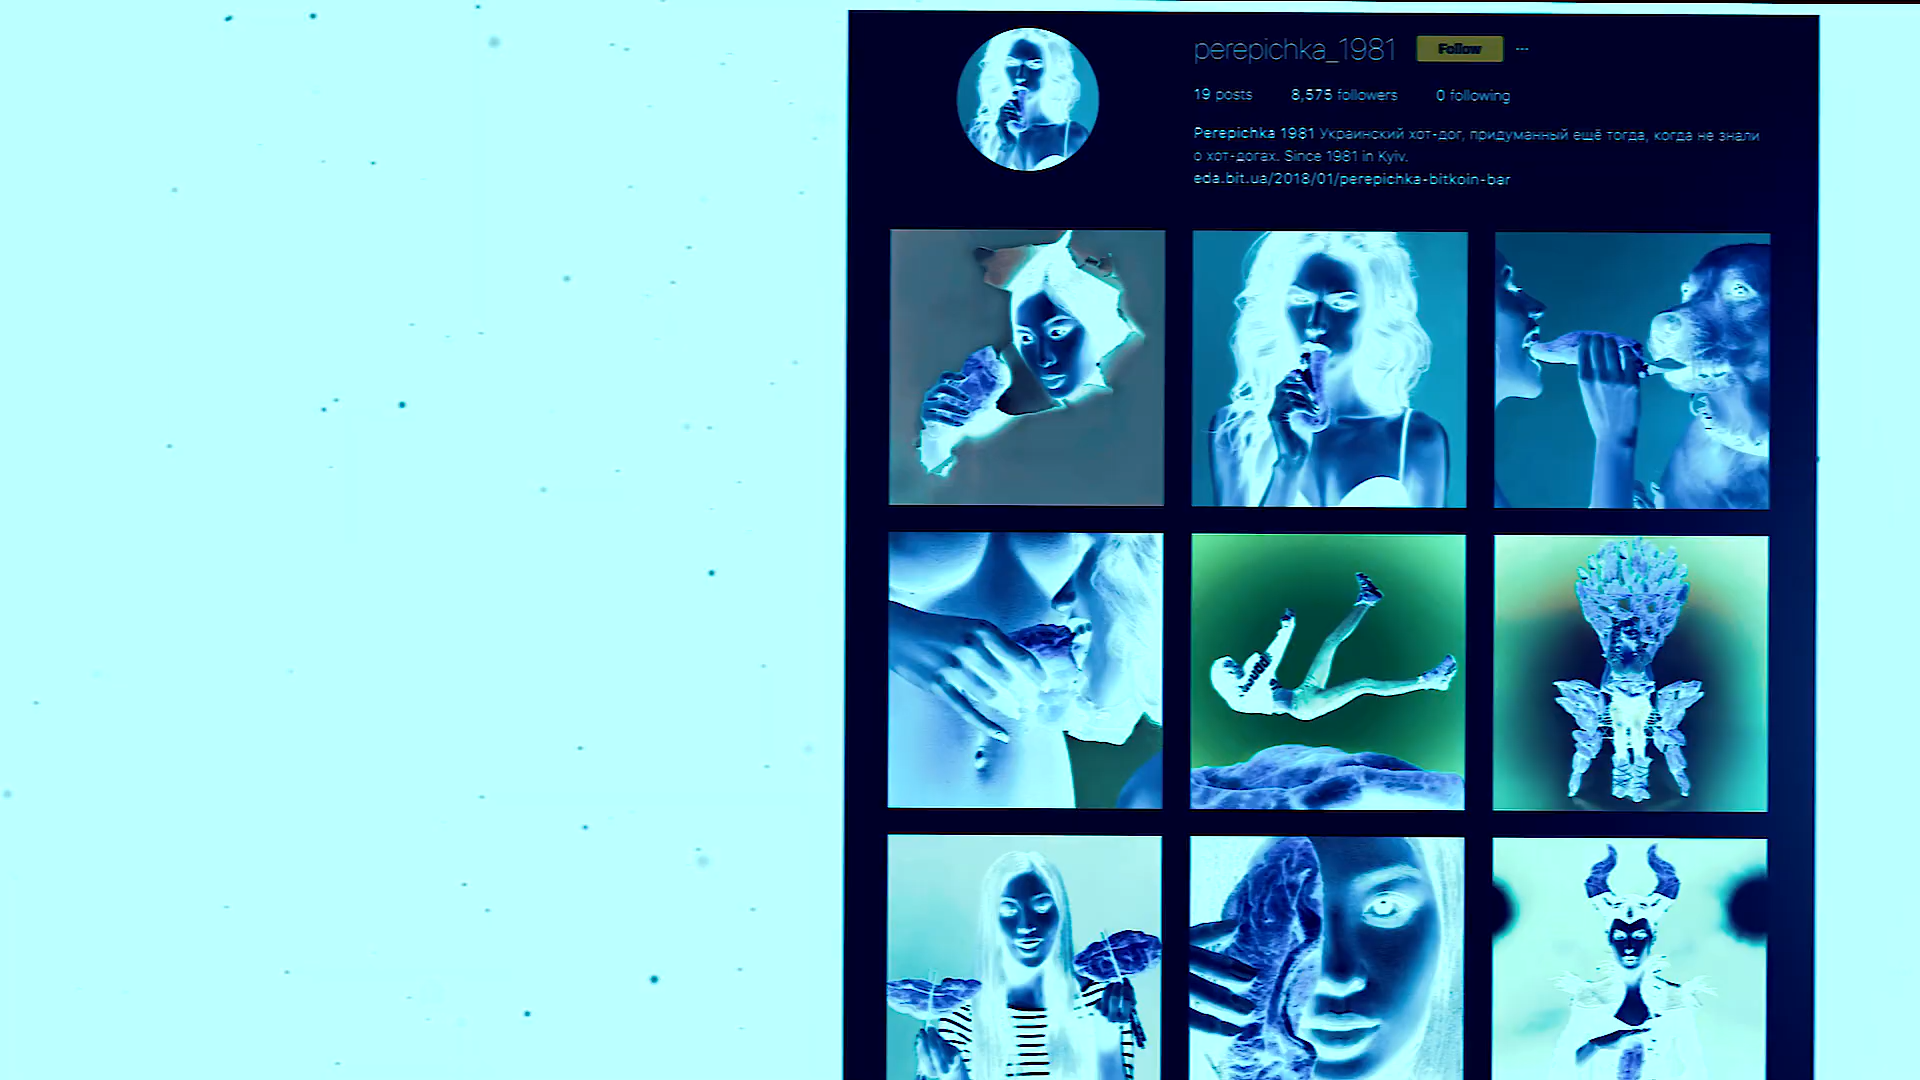 perepichka_1981 Follow ...
19 posts 8,575 followers 0 following
Perepichka 1981 Украинский хот-дог, придуманный ещё тогда, когда не знали
о хот-догах. Since 1981 in Kyiv.
eda.bit.ua/2018/01/perepichka-bitkoin-bar